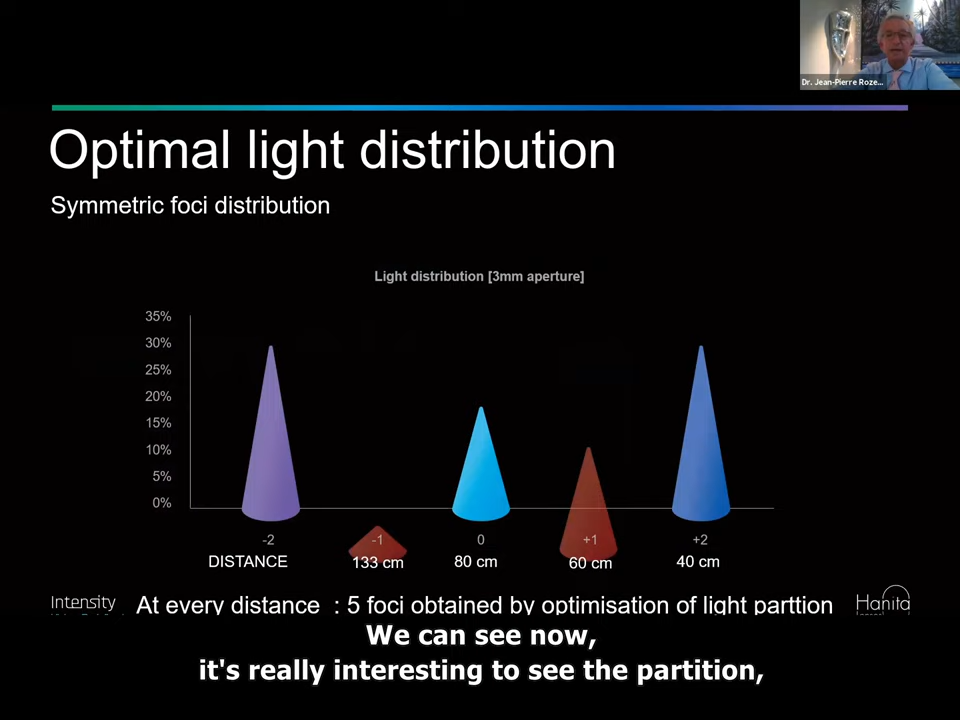 Dr. Jean-Pierre Roze...
Optimal light distribution
Symmetric foci distribution
Light distribution [3mm aperture]
35%
30%
25%
20%
15%
10%
5%
0%
-2 -1 0 +1 +2
DISTANCE 133 cm 80 cm 60 cm 40 cm
At every distance : 5 foci obtained by optimisation of light parttion
Intensity
Hanita
We can see now,
it's really interesting to see the partition,